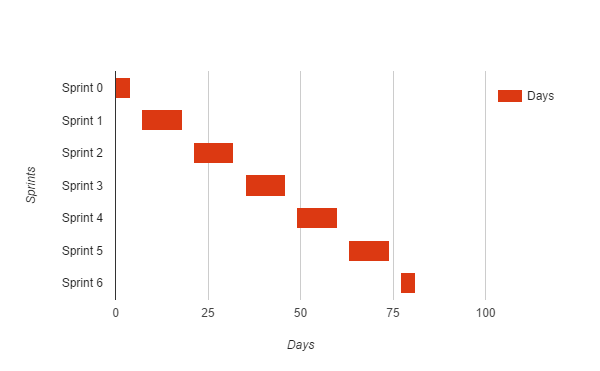 Sprint 0
Days
Sprint 1
Sprint 2
Sprints
Sprint 3
Sprint 4
Sprint 5
Sprint 6
0 25 50 75 100
Days